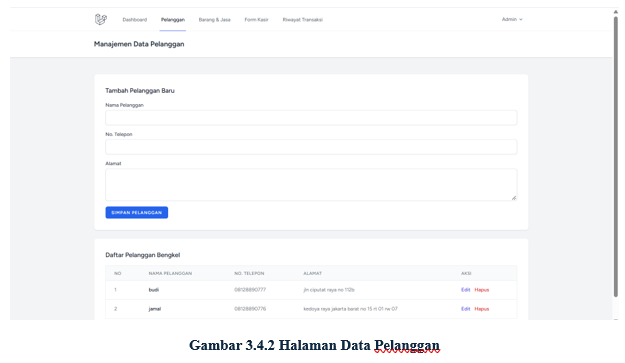 Dashboard Pelanggan Barang & Jasa Form Kasir Riwayat Transaksi Admin
Manajemen Data Pelanggan
Tambah Pelanggan Baru
Nama Pelanggan
No. Telepon
Alamat
SIMPAN PELANGGAN
Daftar Pelanggan Bengkel
NO NAMA PELANGGAN NO. TELEPON ALAMAT AKSI
1 budi 08128890777 jln ciputat raya no 112b Edit Hapus
2 jamal 08128890776 kedoya raya jakarta barat no 15 rt 01 rw 07 Edit Hapus
Gambar 3.4.2 Halaman Data Pelanggan